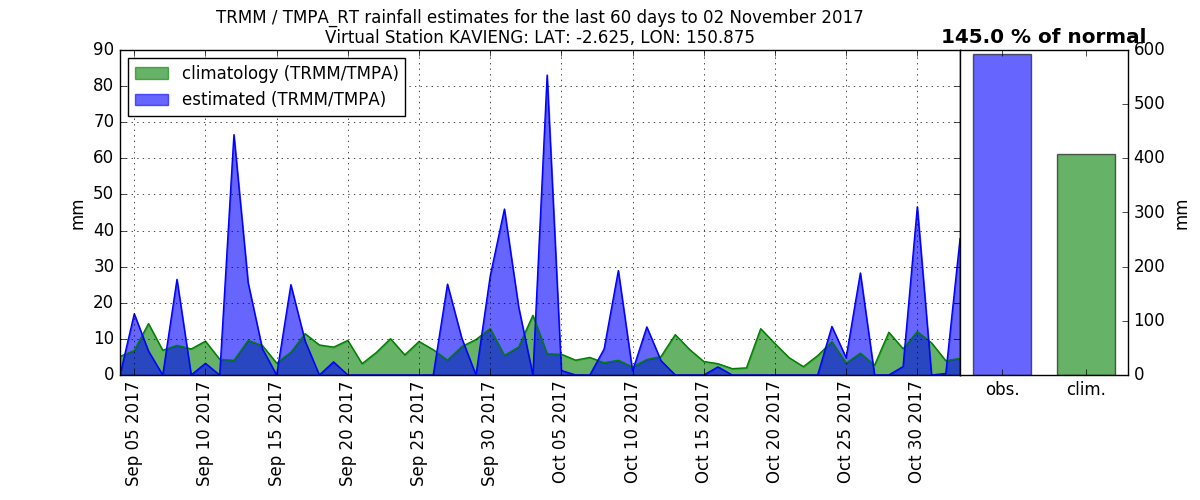 TRMM / TMPA_RT rainfall estimates for the last 60 days to 02 November 2017
Virtual Station KAVIENG: LAT: -2.625, LON: 150.875
145.0 % of normal
climatology (TRMM/TMPA)
estimated (TRMM/TMPA)
90
80
70
60
50
40
30
20
10
0
mm
Sep 05 2017
Sep 10 2017
Sep 15 2017
Sep 20 2017
Sep 25 2017
Sep 30 2017
Oct 05 2017
Oct 10 2017
Oct 15 2017
Oct 20 2017
Oct 25 2017
Oct 30 2017
600
500
400
300
200
100
0
mm
obs.
clim.